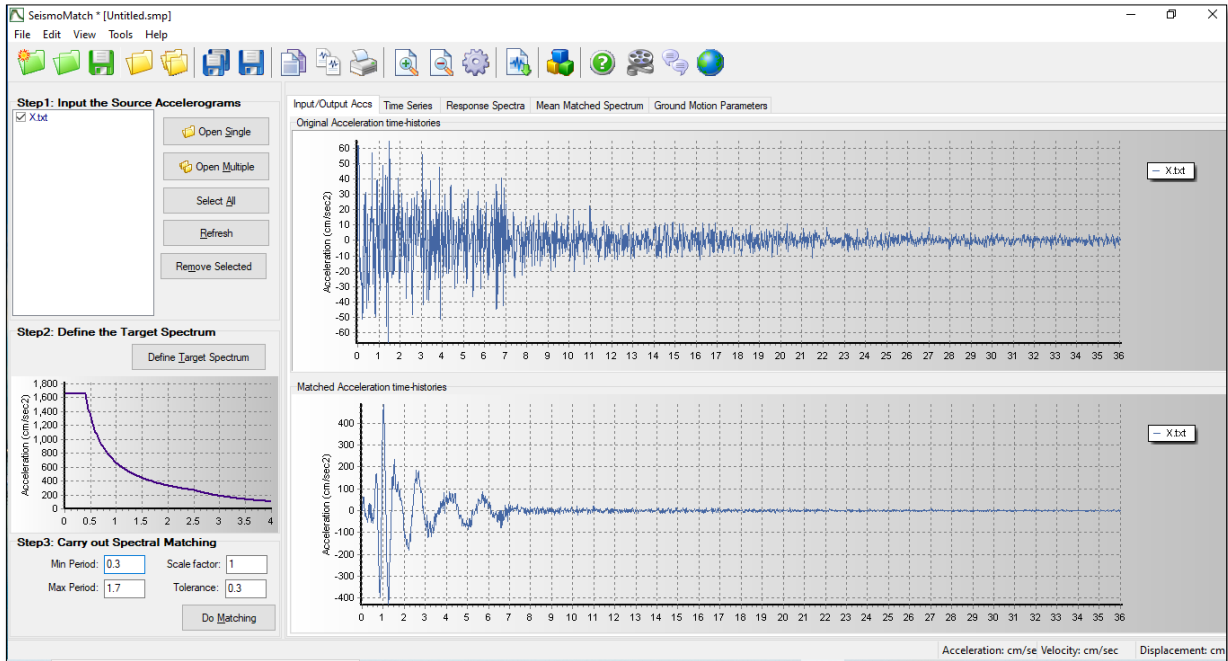 SeismoMatch * [Untitled.smp]
File Edit View Tools Help
Step1: Input the Source Accelerograms
X.txt
Open Single
Open Multiple
Select All
Refresh
Remove Selected
Step2: Define the Target Spectrum
Define Target Spectrum
Acceleration (cm/sec2)
1,800
1,600
1,400
1,200
1,000
800
600
400
200
0
0 0.5 1 1.5 2 2.5 3 3.5 4
Step3: Carry out Spectral Matching
Min Period: 0.3 Scale factor: 1
Max Period: 1.7 Tolerance: 0.3
Do Matching
Input/Output Accs Time Series Response Spectra Mean Matched Spectrum Ground Motion Parameters
Original Acceleration time-histories
Acceleration (cm/sec2)
60
50
40
30
20
10
0
-10
-20
-30
-40
-50
-60
0 1 2 3 4 5 6 7 8 9 10 11 12 13 14 15 16 17 18 19 20 21 22 23 24 25 26 27 28 29 30 31 32 33 34 35 36
X.txt
Matched Acceleration time-histories
Acceleration (cm/sec2)
400
300
200
100
0
-100
-200
-300
-400
0 1 2 3 4 5 6 7 8 9 10 11 12 13 14 15 16 17 18 19 20 21 22 23 24 25 26 27 28 29 30 31 32 33 34 35 36
X.txt
Acceleration: cm/se Velocity: cm/sec Displacement: cm